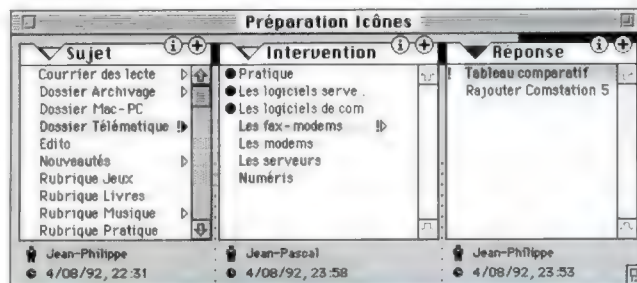 Préparation Icônes
Sujet
Courrier des lecte
Dossier Archivage
Dossier Mac-PC
Dossier Télématique
Edito
Nouveautés
Rubrique Jeux
Rubrique Livres
Rubrique Musique
Rubrique Pratique
Jean-Philippe
4/08/92, 22:31
Intervention
Pratique
Les logiciels serve.
Les logiciels de com
Les fax-modems
Les modems
Les serveurs
Numéris
Jean-Pascal
4/08/92, 23:58
Réponse
! Tableau comparatif
Rajouter Comstation 5
Jean-Philippe
4/08/92, 23:53